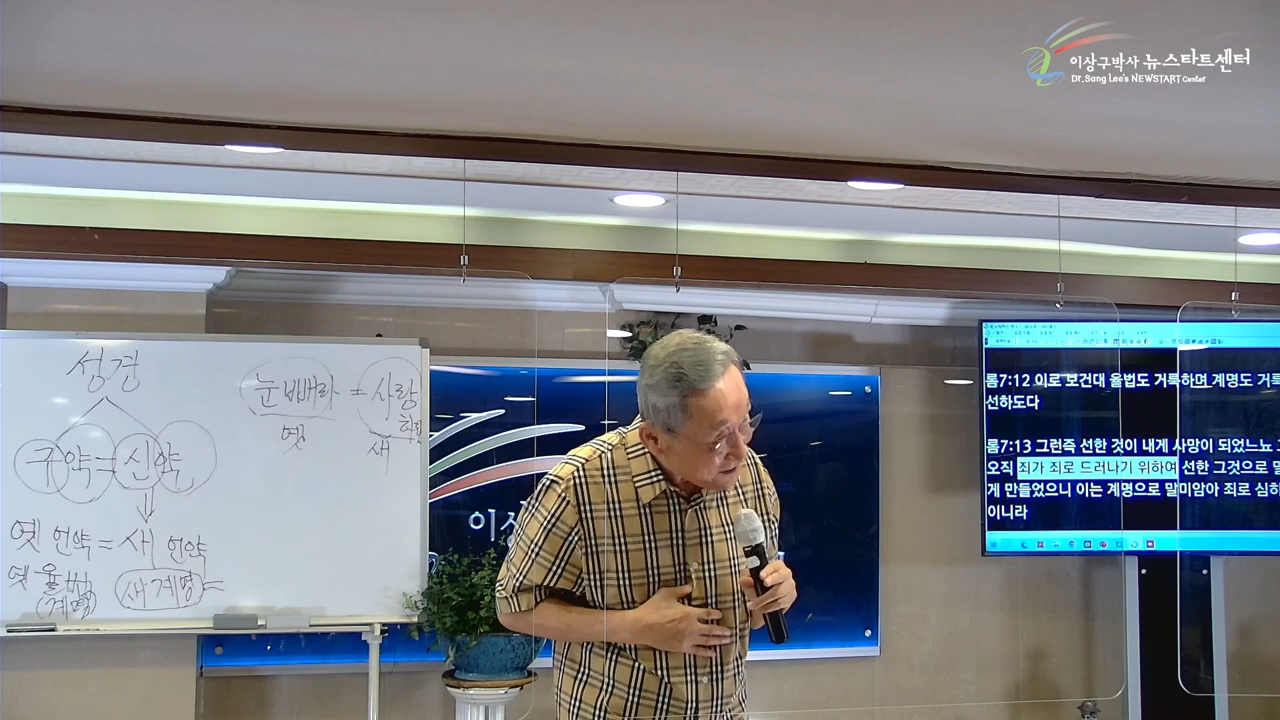 이상구박사 뉴스타트센터
Dr. Sang Lee's NEWSTART Center
성경
구약=신약
옛 언약=새 언약
옛 율법 새계명=
(계명)
눈 빼라=사랑
옛 새
이상
롬7:12 이로 보건대 율법도 거룩하며 계명도 거룩
선하도다
롬7:13 그런즉 선한 것이 내게 사망이 되었느뇨
오직 죄가 죄로 드러나기 위하여 선한 그것으로 말
게 만들었으니 이는 계명으로 말미암아 죄로 심히
이니라